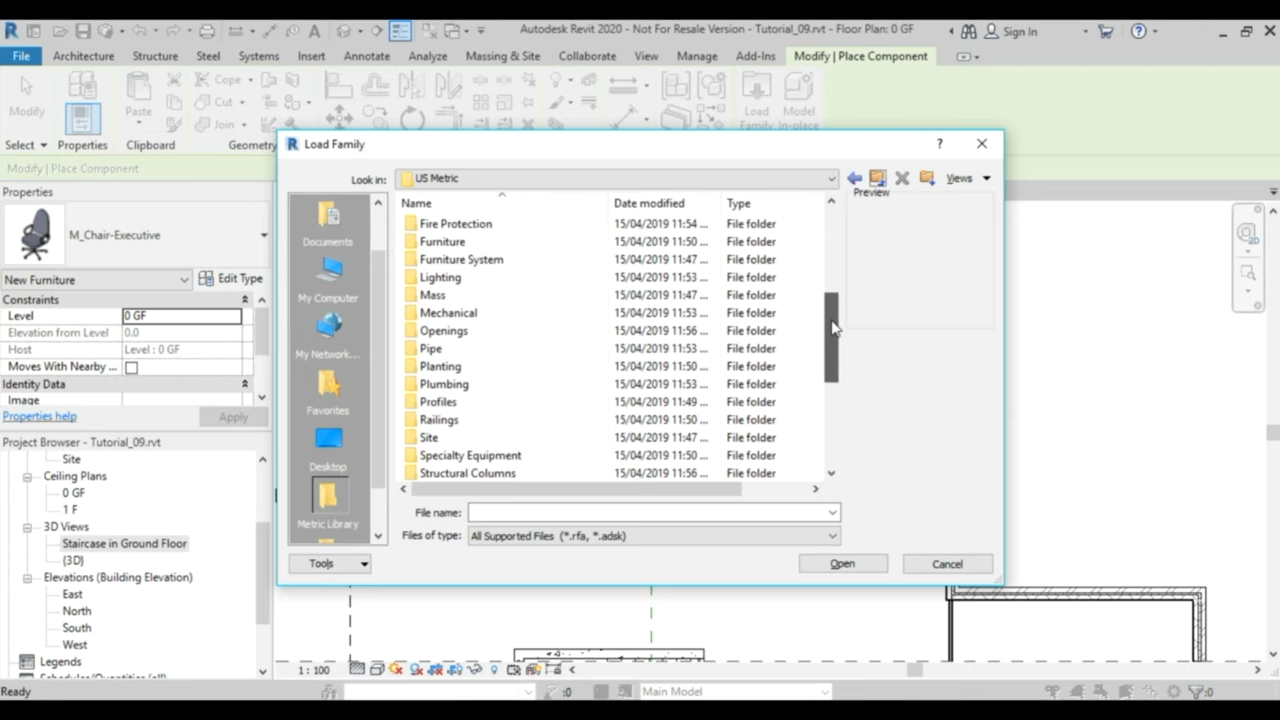 Autodesk Revit 2020 - Not For Resale Version - Tutorial_09.rvt - Floor Plan: 0 GF
Sign In
File Architecture Structure Steel Systems Insert Annotate Analyze Massing & Site Collaborate View Manage Add-Ins Modify | Place Component
Modify
Paste
Cope
Cut
Join
Load Family
Model In-place
Select Properties Clipboard Geometry
Modify | Place Component
Properties
M_Chair-Executive
New Furniture Edit Type
Constraints
Level 0 GF
Elevation from Level 0.0
Host Level : 0 GF
Moves With Nearby ...
Identity Data
Image
Properties help Apply
Project Browser - Tutorial_09.rvt
Site
Ceiling Plans
0 GF
1 F
3D Views
Staircase in Ground Floor
{3D}
Elevations (Building Elevation)
East
North
South
West
Legends
Schedules/Quantities (all)
Load Family
Look in: US Metric Views
Preview
Documents
My Computer
My Network...
Favorites
Desktop
Metric Library
Name Date modified Type
Fire Protection 15/04/2019 11:54 ... File folder
Furniture 15/04/2019 11:50 ... File folder
Furniture System 15/04/2019 11:47 ... File folder
Lighting 15/04/2019 11:53 ... File folder
Mass 15/04/2019 11:47 ... File folder
Mechanical 15/04/2019 11:53 ... File folder
Openings 15/04/2019 11:56 ... File folder
Pipe 15/04/2019 11:53 ... File folder
Planting 15/04/2019 11:50 ... File folder
Plumbing 15/04/2019 11:53 ... File folder
Profiles 15/04/2019 11:49 ... File folder
Railings 15/04/2019 11:50 ... File folder
Site 15/04/2019 11:47 ... File folder
Specialty Equipment 15/04/2019 11:50 ... File folder
Structural Columns 15/04/2019 11:56 ... File folder
File name:
Files of type: All Supported Files (*.rfa, *.adsk)
Tools Open Cancel
1 : 100
Ready :0 Main Model :0